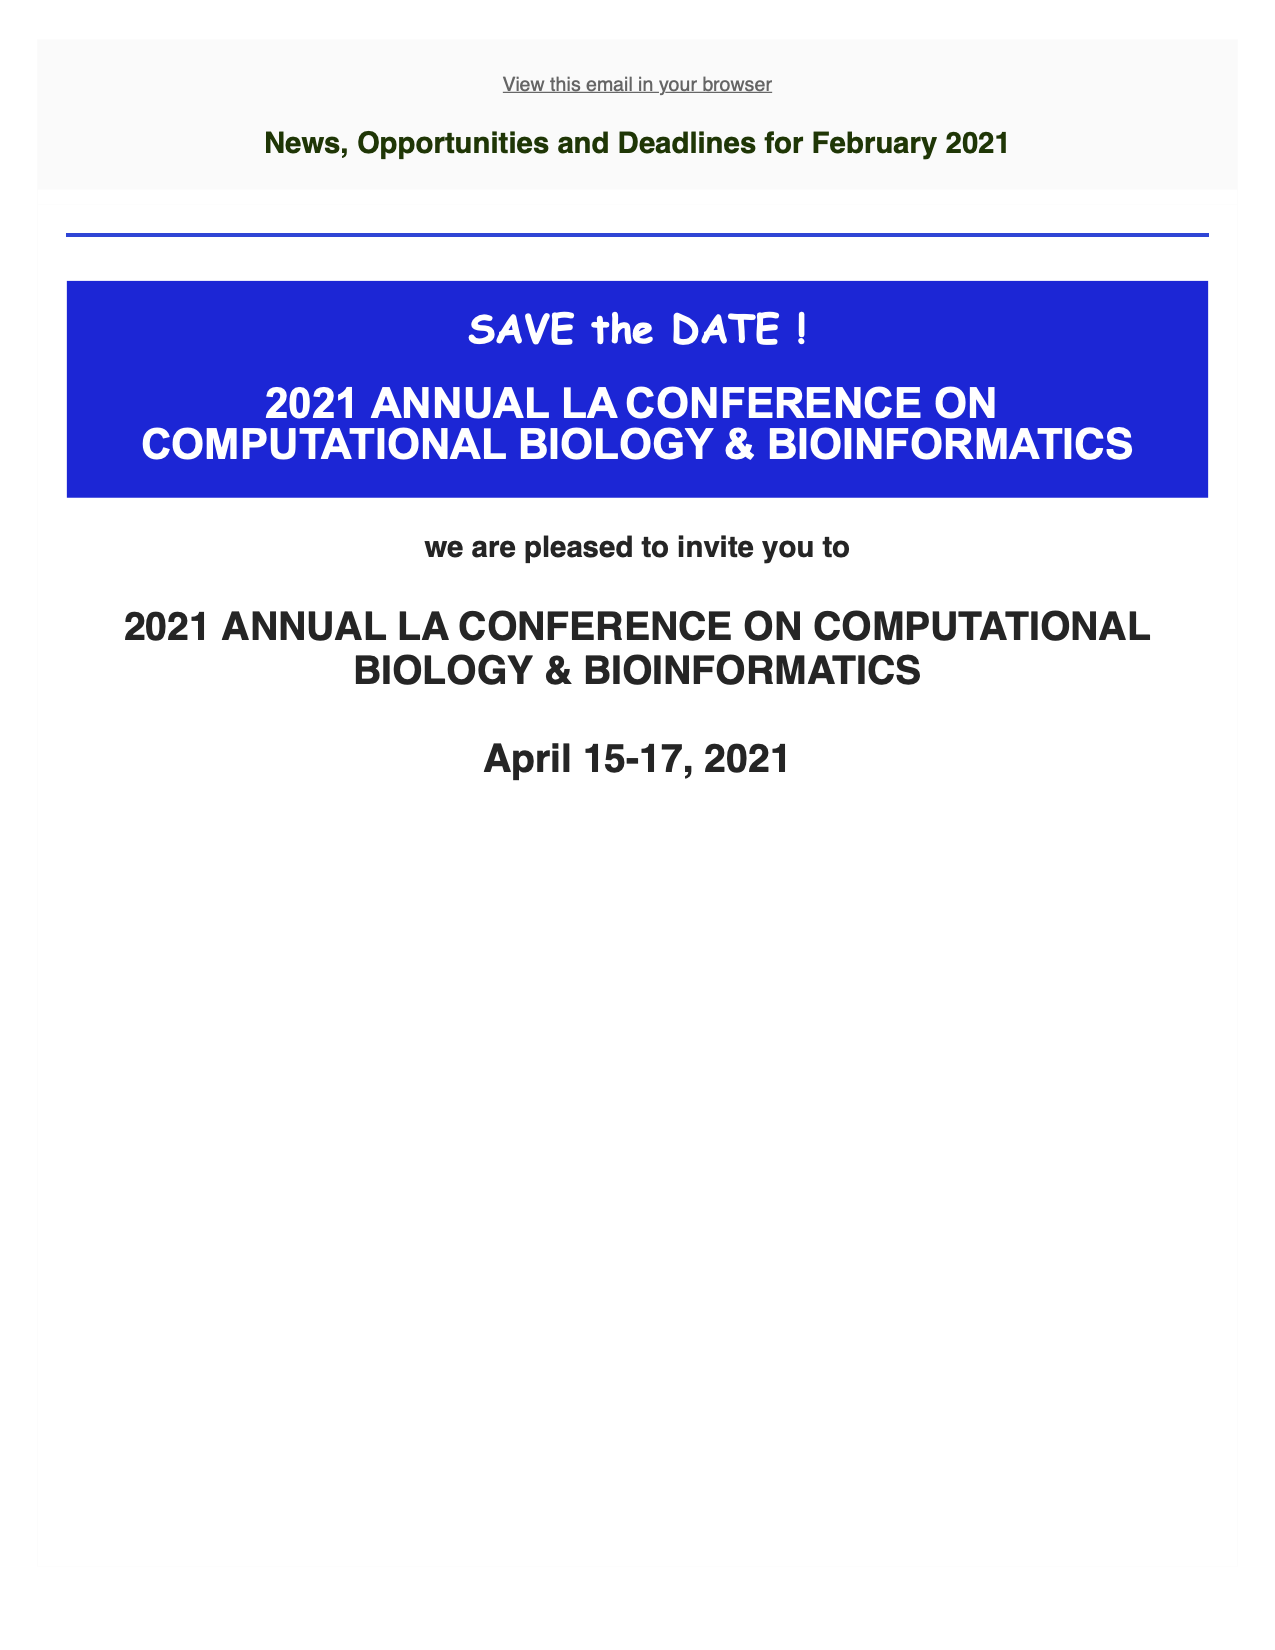 View this email in your browser
News, Opportunities and Deadlines for February 2021
SAVE the DATE !
2021 ANNUAL LA CONFERENCE ON
COMPUTATIONAL BIOLOGY & BIOINFORMATICS
we are pleased to invite you to
2021 ANNUAL LA CONFERENCE ON COMPUTATIONAL
BIOLOGY & BIOINFORMATICS
April 15-17, 2021